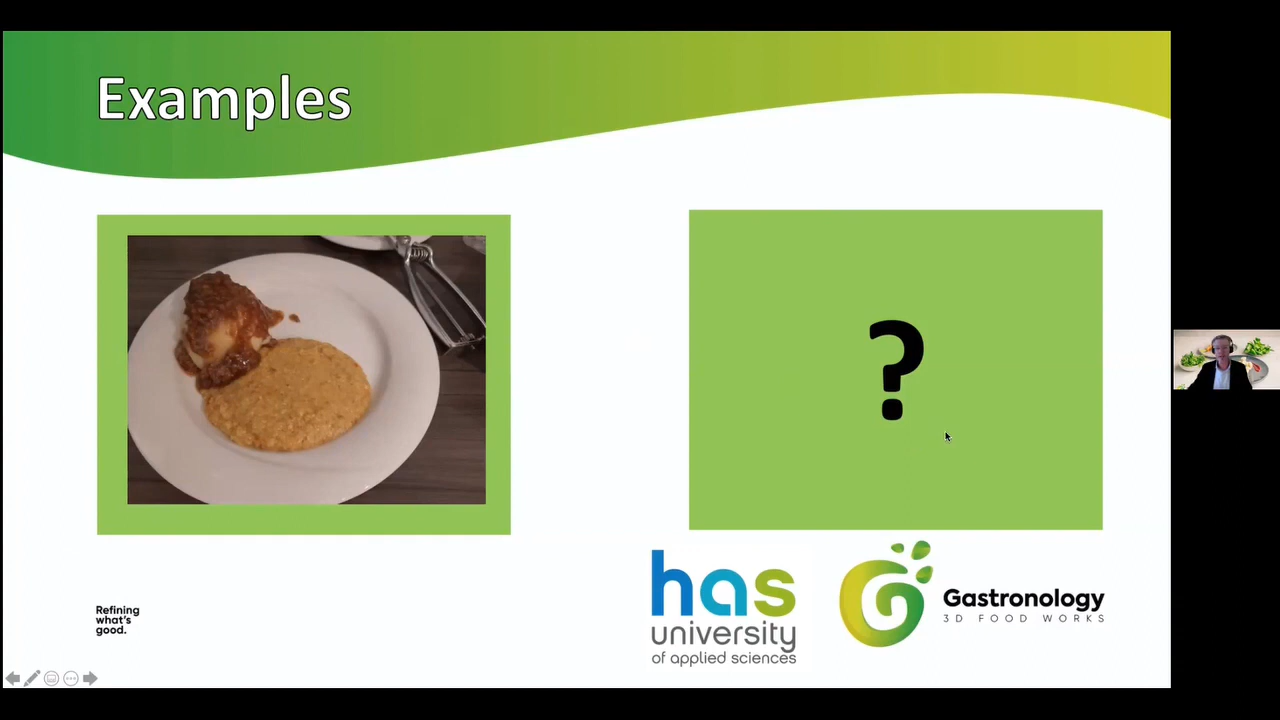 Examples
?
has
university
of applied sciences
Gastronology
3D FOOD WORKS
Refining
what's
good.